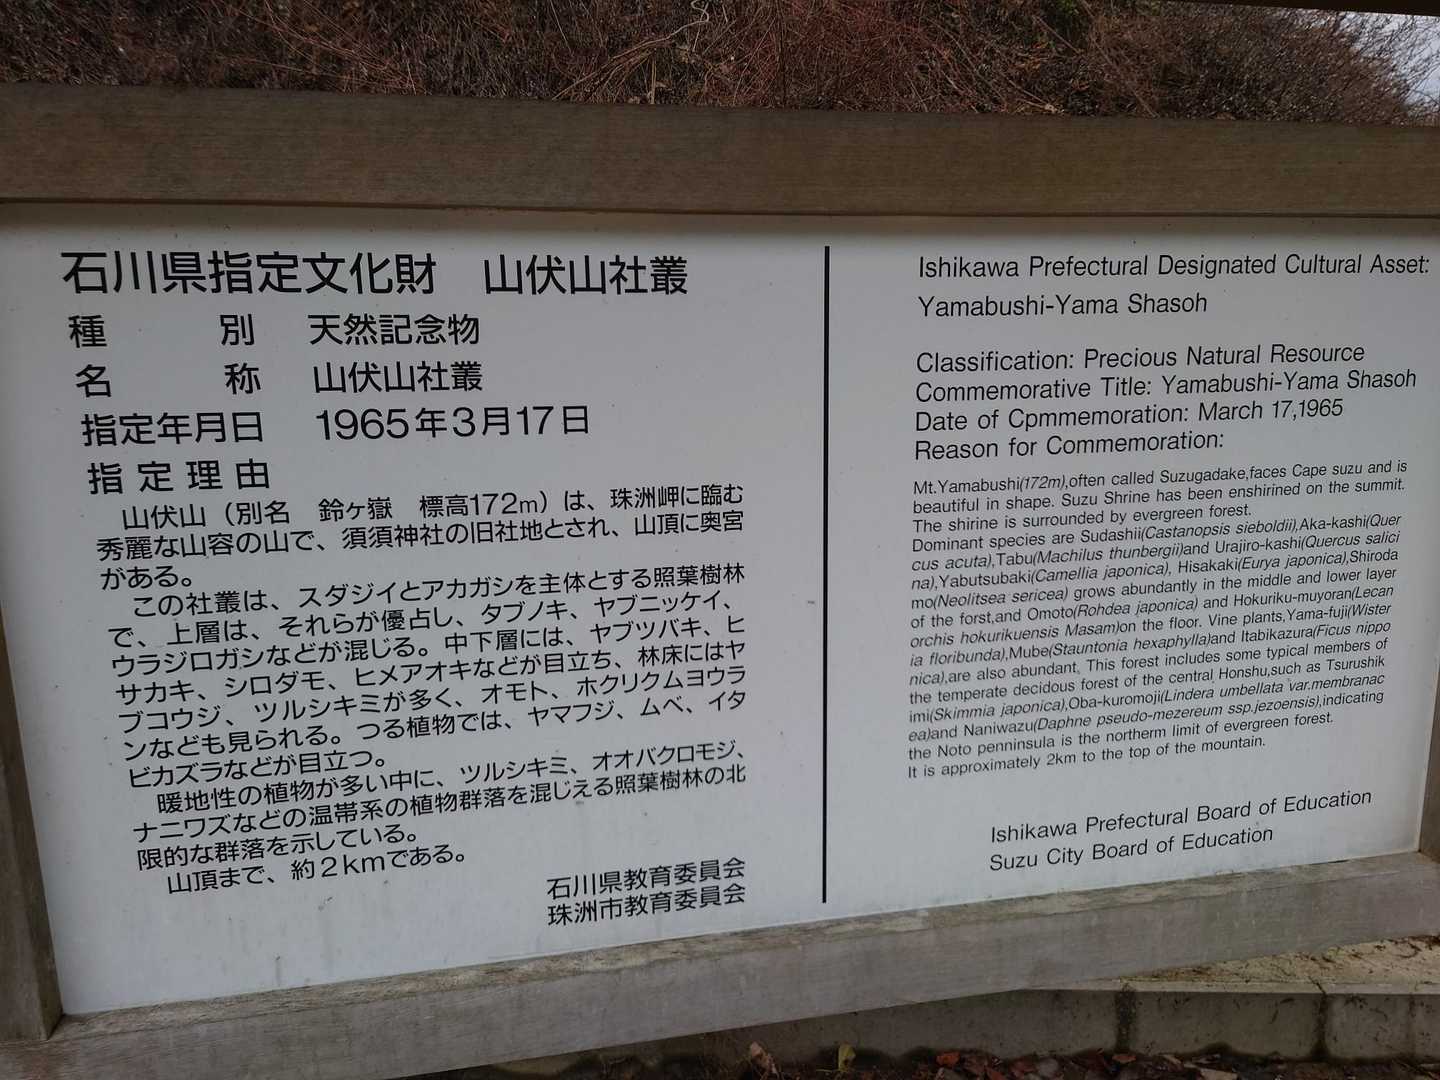 石川県指定文化財　山伏山社叢
種別　天然記念物
名称　山伏山社叢
指定年月日　1965年3月17日
指定理由
山伏山（別名　鈴ヶ嶽　標高172m）は、珠洲岬に臨む
秀麗な山容の山で、須須神社の旧社地とされ、山頂に奥宮
がある。
この社叢は、スダジイとアカガシを主体とする照葉樹林
で、上層は、それらが優占し、タブノキ、ヤブニッケイ、
ウラジロガシなどが混じる。中下層には、ヤブツバキ、ヒ
サカキ、シロダモ、ヒメアオキなどが目立ち、林床にはヤ
ブコウジ、ツルシキミが多く、オモト、ホクリクムヨウラ
ンなども見られる。つる植物では、ヤマフジ、ムベ、イタ
ビカズラなどが目立つ。
暖地性の植物が多い中に、ツルシキミ、オオバクロモジ、
ナニワズなどの温帯系の植物群落を混じえる照葉樹林の北
限的な群落を示している。
山頂まで、約2kmである。
石川県教育委員会
珠洲市教育委員会
Ishikawa Prefectural Designated Cultural Asset:
Yamabushi-Yama Shasoh
Classification: Precious Natural Resource
Commemorative Title: Yamabushi-Yama Shasoh
Date of Cpmmemoration: March 17,1965
Reason for Commemoration:
Mt.Yamabushi(172m),often called Suzugadake,faces Cape suzu and is
beautiful in shape. Suzu Shrine has been enshirined on the summit.
The shirine is surrounded by evergreen forest.
Dominant species are Sudashii(Castanopsis sieboldii),Aka-kashi(Quer
cus acuta),Tabu(Machilus thunbergii)and Urajiro-kashi(Quercus salici
na),Yabutsubaki(Camellia japonica), Hisakaki(Eurya japonica),Shiroda
mo(Neolitsea sericea) grows abundantly in the middle and lower layer
of the forst,and Omoto(Rohdea japonica) and Hokuriku-muyoran(Lecan
orchis hokurikuensis Masam)on the floor. Vine plants,Yama-fuji(Wister
ia floribunda),Mube(Stauntonia hexaphylla)and Itabikazura(Ficus nippo
nica),are also abundant. This forest includes some typical members of
the temperate decidous forest of the central Honshu,such as Tsurushik
imi(Skimmia japonica),Oba-kuromoji(Lindera umbellata var.membranac
ea)and Naniwazu(Daphne pseudo-mezereum ssp.jezoensis),indicating
the Noto penninsula is the northern limit of evergreen forest.
It is approximately 2km to the top of the mountain.
Ishikawa Prefectural Board of Education
Suzu City Board of Education